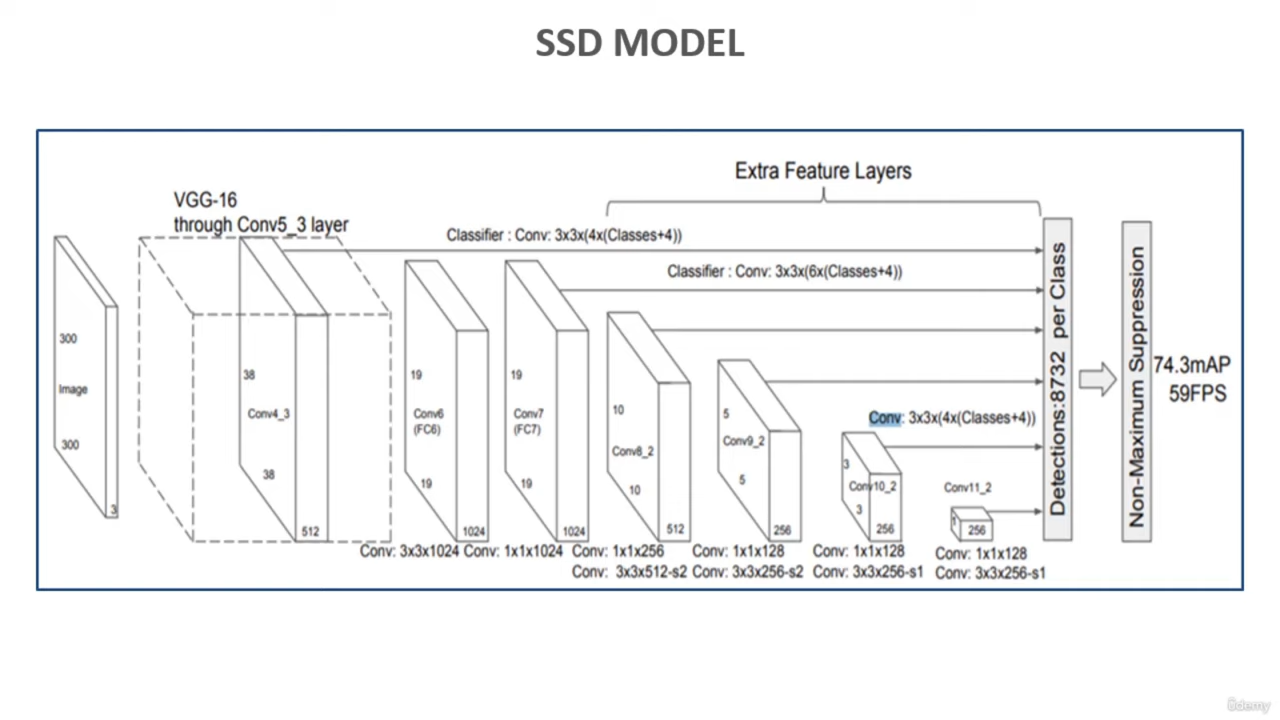 SSD MODEL
Extra Feature Layers
VGG-16
through Conv5_3 layer
Classifier : Conv: 3x3x(4x(Classes+4))
Classifier : Conv: 3x3x(6x(Classes+4))
300
Image
300
3
38
Conv4_3
38
512
19
Conv6
(FC6)
19
1024
19
Conv7
(FC7)
19
1024
10
Conv8_2
10
512
5
Conv9_2
5
256
Conv: 3x3x(4x(Classes+4))
3
Conv10_2
3
256
Conv11_2
1
256
Conv: 3x3x1024
Conv: 1x1x1024
Conv: 1x1x256
Conv: 3x3x512-s2
Conv: 1x1x128
Conv: 3x3x256-s2
Conv: 1x1x128
Conv: 3x3x256-s1
Conv: 1x1x128
Conv: 3x3x256-s1
Detections:8732 per Class
Non-Maximum Suppression
74.3mAP
59FPS
ûdemy